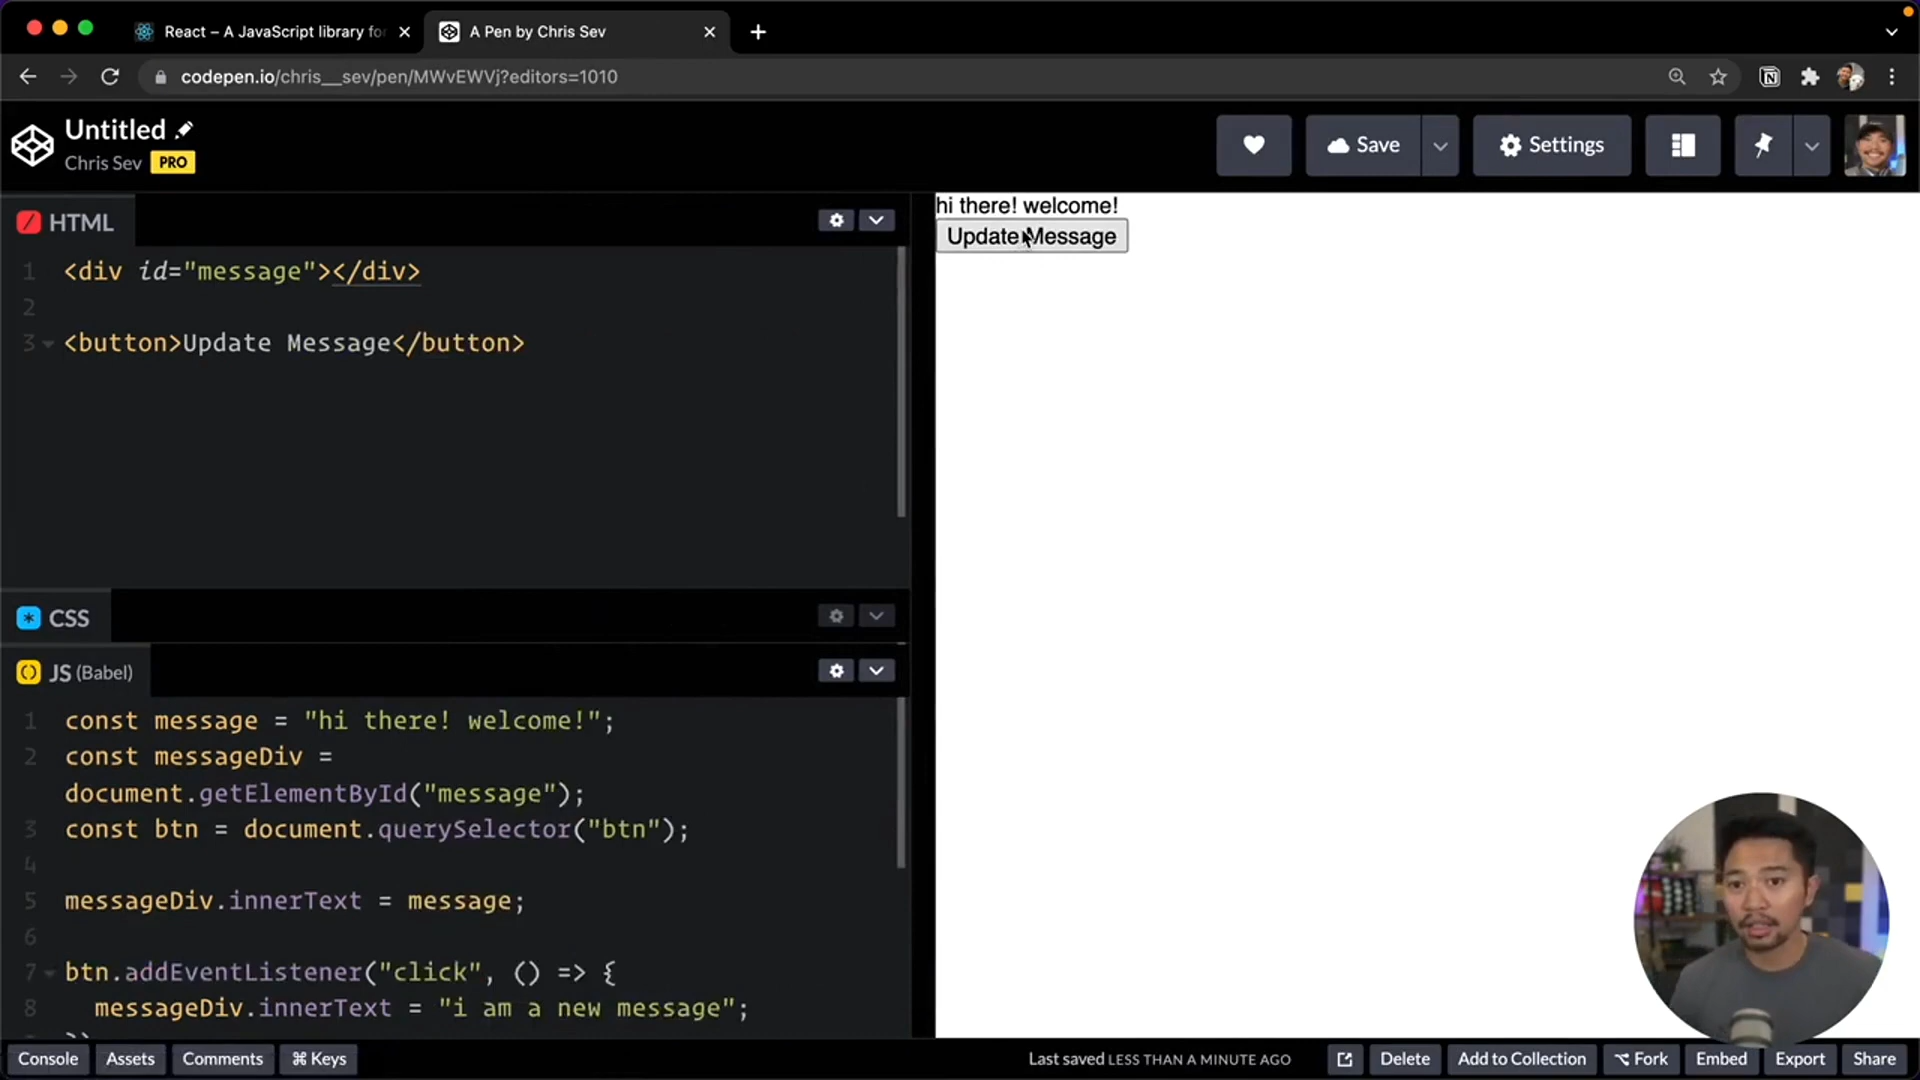 React – A JavaScript library for
A Pen by Chris Sev
codepen.io/chris__sev/pen/MWvEWVj?editors=1010
Untitled
Chris Sev PRO
Save
Settings
HTML
1 <div id="message"></div>
2
3 <button>Update Message</button>
CSS
JS (Babel)
1 const message = "hi there! welcome!";
2 const messageDiv =
document.getElementById("message");
3 const btn = document.querySelector("btn");
4
5 messageDiv.innerText = message;
6
7 btn.addEventListener("click", () => {
8 messageDiv.innerText = "i am a new message";
hi there! welcome!
Update Message
Console
Assets
Comments
⌘ Keys
Last saved LESS THAN A MINUTE AGO
Delete
Add to Collection
⌥ Fork
Embed
Export
Share